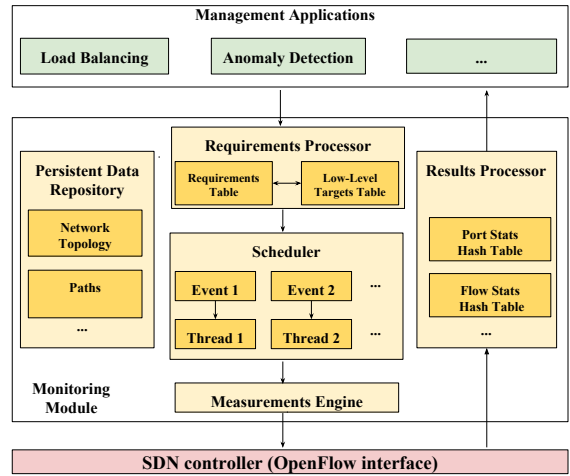 Management Applications
Load Balancing
Anomaly Detection
...
Requirements Processor
Requirements
Table
Low-Level
Targets Table
Persistent Data
Repository
Network
Topology
Paths
...
Scheduler
Event 1
Event 2
...
Thread 1
Thread 2
...
Results Processor
Port Stats
Hash Table
Flow Stats
Hash Table
...
Monitoring
Module
Measurements Engine
SDN controller (OpenFlow interface)